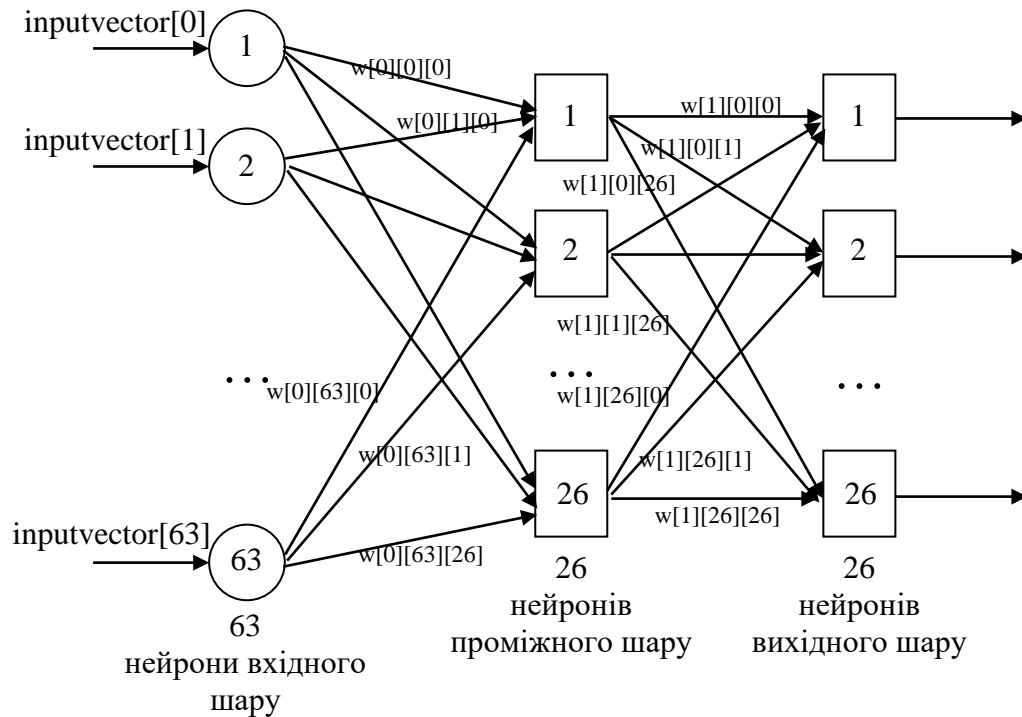 inputvector[0]
1
w[0][0][0]
w[0][1][0]
1
w[1][0][0]
1
inputvector[1]
2
w[1][0][1]
w[1][0][26]
2
2
w[1][1][26]
...
w[0][63][0]
...
w[1][26][0]
...
w[0][63][1]
w[1][26][1]
26
26
w[1][26][26]
inputvector[63]
63
w[0][63][26]
63
нейрони вхідного
шару
26
нейронів
проміжного шару
26
нейронів
вихідного шару